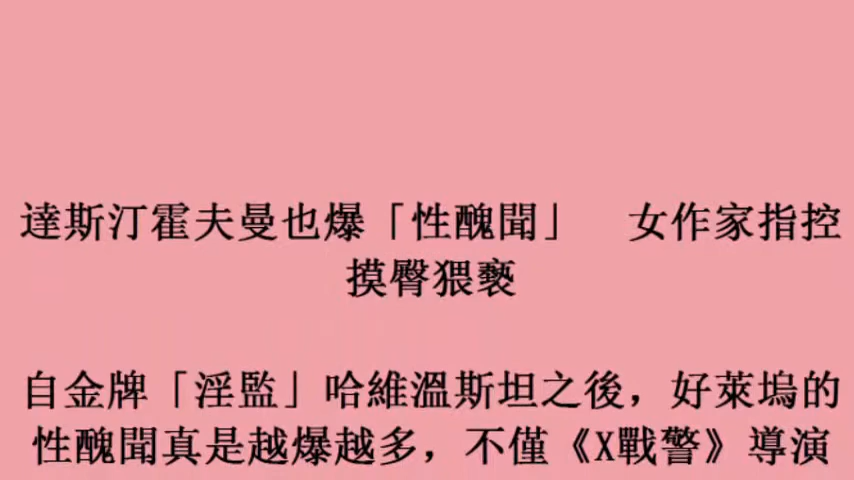 達斯汀霍夫曼也爆「性醜聞」　女作家指控
摸臀猥褻
自金牌「淫監」哈維溫斯坦之後，好萊塢的
性醜聞真是越爆越多，不僅《X戰警》導演